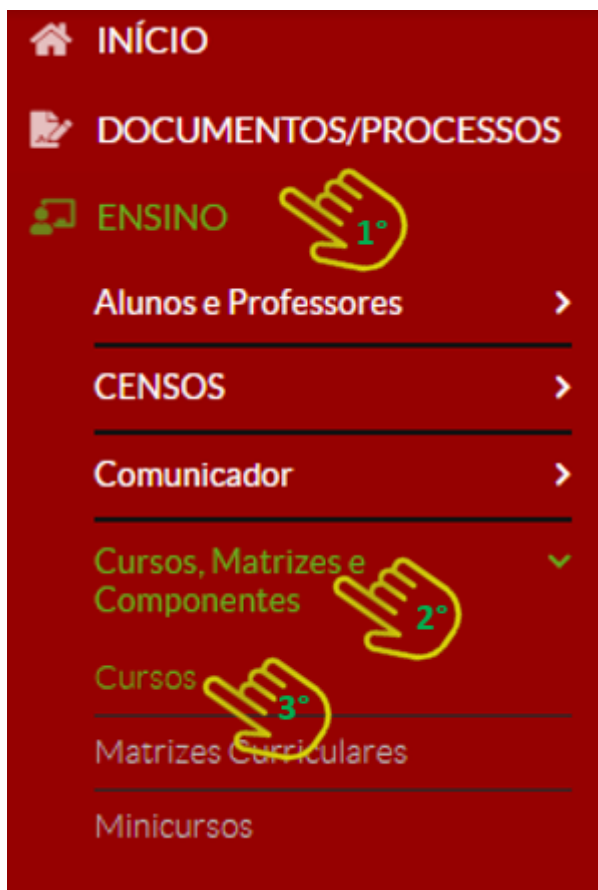 INÍCIO
DOCUMENTOS/PROCESSOS
ENSINO
1°
Alunos e Professores
CENSOS
Comunicador
Cursos, Matrizes e
Componentes
2°
Cursos
3°
Matrizes Curriculares
Minicursos